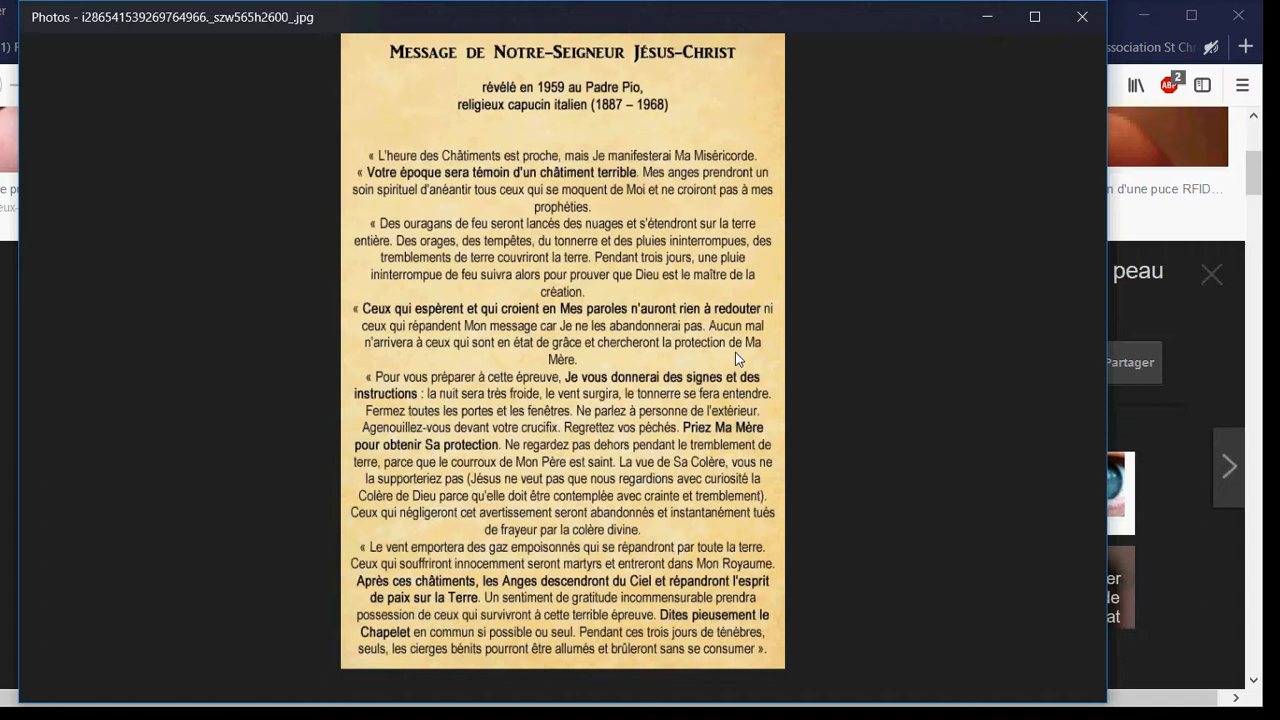 Photos - i286541539269764966._szw565h2600_.jpg
ssociation St Chr
2
MESSAGE DE NOTRE-SEIGNEUR JÉSUS-CHRIST
révélé en 1959 au Padre Pio,
religieux capucin italien (1887 – 1968)
« L'heure des Châtiments est proche, mais Je manifesterai Ma Miséricorde.
« Votre époque sera témoin d'un châtiment terrible. Mes anges prendront un
soin spirituel d'anéantir tous ceux qui se moquent de Moi et ne croiront pas à mes
prophéties.
« Des ouragans de feu seront lancés des nuages et s'étendront sur la terre
entière. Des orages, des tempêtes, du tonnerre et des pluies ininterrompues, des
tremblements de terre couvriront la terre. Pendant trois jours, une pluie
ininterrompue de feu suivra alors pour prouver que Dieu est le maître de la
création.
« Ceux qui espèrent et qui croient en Mes paroles n'auront rien à redouter ni
ceux qui répandent Mon message car Je ne les abandonnerai pas. Aucun mal
n'arrivera à ceux qui sont en état de grâce et chercheront la protection de Ma
Mère.
« Pour vous préparer à cette épreuve, Je vous donnerai des signes et des
instructions : la nuit sera très froide, le vent surgira, le tonnerre se fera entendre.
Fermez toutes les portes et les fenêtres. Ne parlez à personne de l'extérieur.
Agenouillez-vous devant votre crucifix. Regrettez vos péchés. Priez Ma Mère
pour obtenir Sa protection. Ne regardez pas dehors pendant le tremblement de
terre, parce que le courroux de Mon Père est saint. La vue de Sa Colère, vous ne
la supporteriez pas (Jésus ne veut pas que nous regardions avec curiosité la
Colère de Dieu parce qu'elle doit être contemplée avec crainte et tremblement).
Ceux qui négligeront cet avertissement seront abandonnés et instantanément tués
de frayeur par la colère divine.
« Le vent emportera des gaz empoisonnés qui se répandront par toute la terre.
Ceux qui souffriront innocemment seront martyrs et entreront dans Mon Royaume.
Après ces châtiments, les Anges descendront du Ciel et répandront l'esprit
de paix sur la Terre. Un sentiment de gratitude incommensurable prendra
possession de ceux qui survivront à cette terrible épreuve. Dites pieusement le
Chapelet en commun si possible ou seul. Pendant ces trois jours de ténèbres,
seuls, les cierges bénits pourront être allumés et brûleront sans se consumer ».
n d'une puce RFID...
peau
Partager
er
le
at